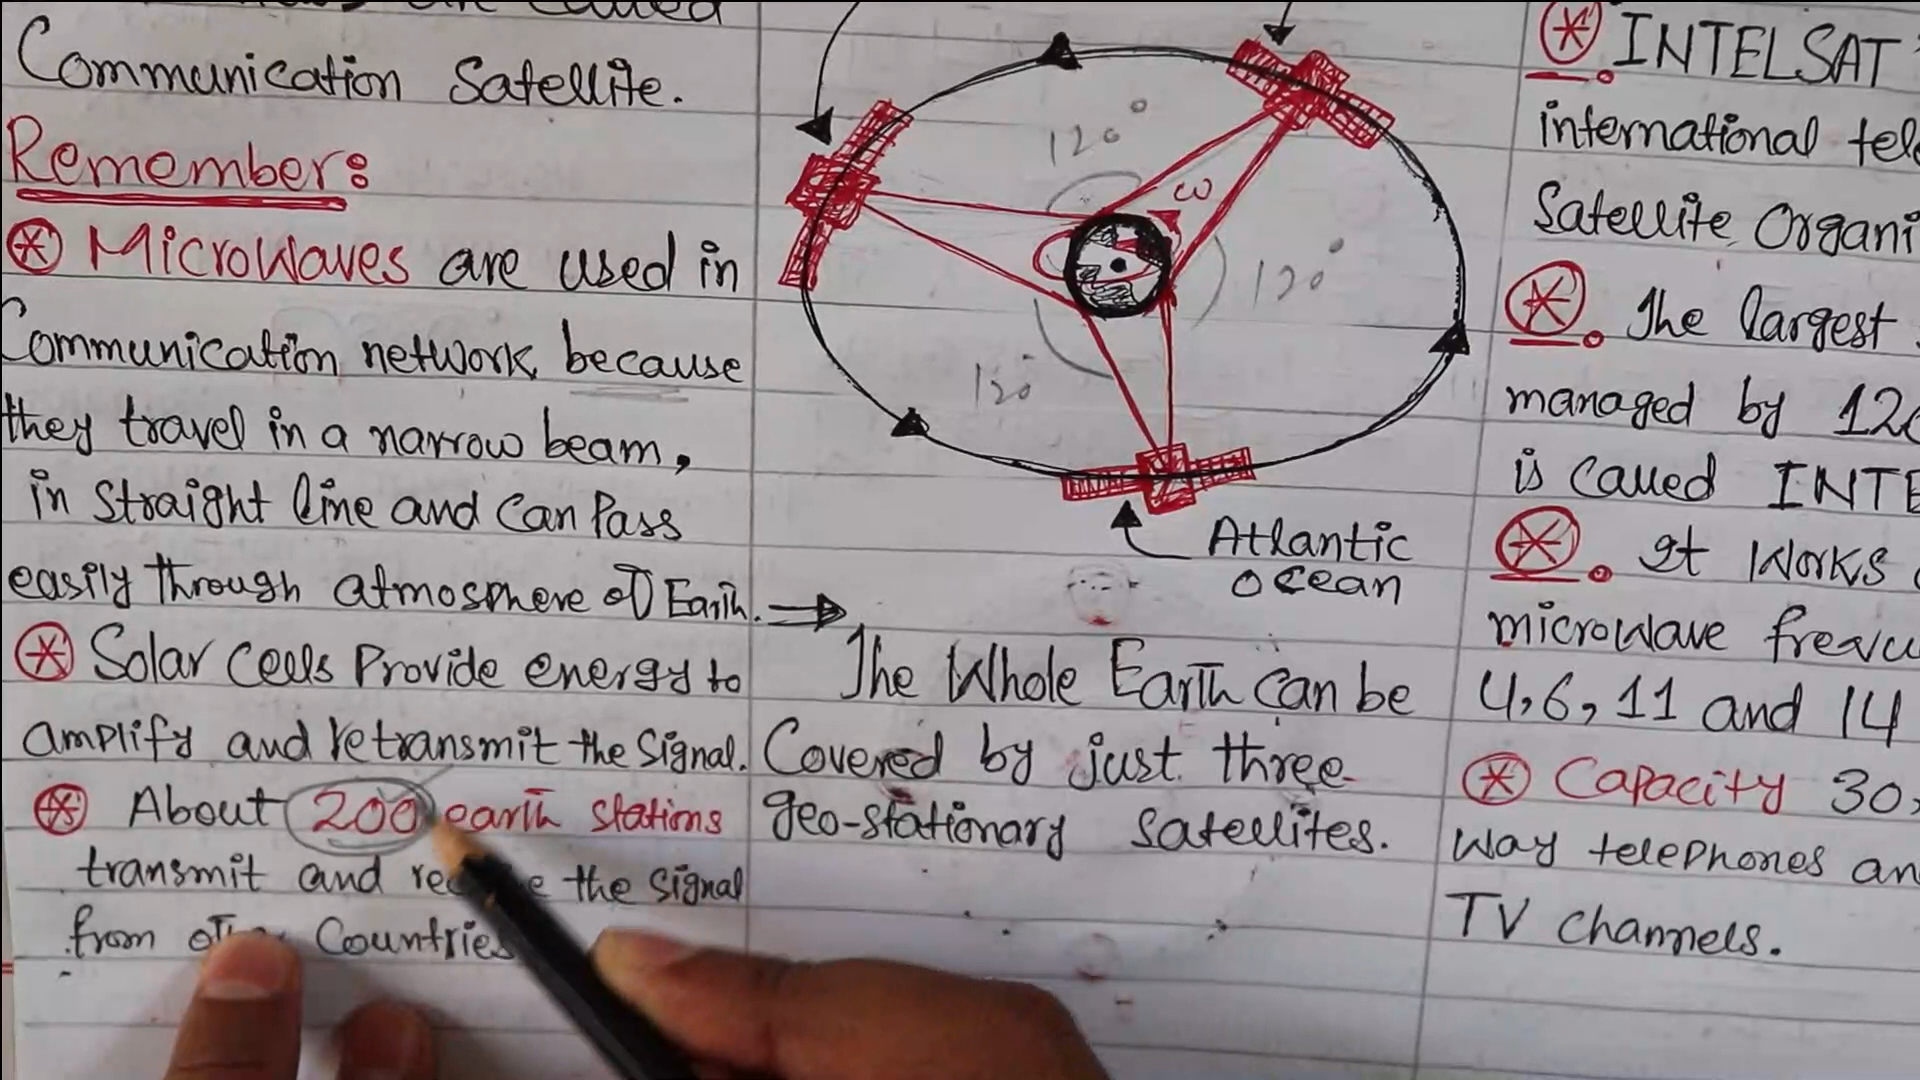 Communication Satellite.
Remember:
Microwaves are used in
Communication network because
they travel in a narrow beam,
in straight line and can pass
easily through atmosphere of Earth.
Solar cells provide energy to
amplify and retransmit the signal.
About 200 earth stations
transmit and the signal
from Countries
120°
ω
120°
120°
Atlantic
ocean
The Whole Earth can be
Covered by just three
geo-stationary satellites.
INTELSAT
international
Satellite
The largest
managed by
is called
It works
microwave
4,6,11 and 14
Capacity
way telephones
TV channels.